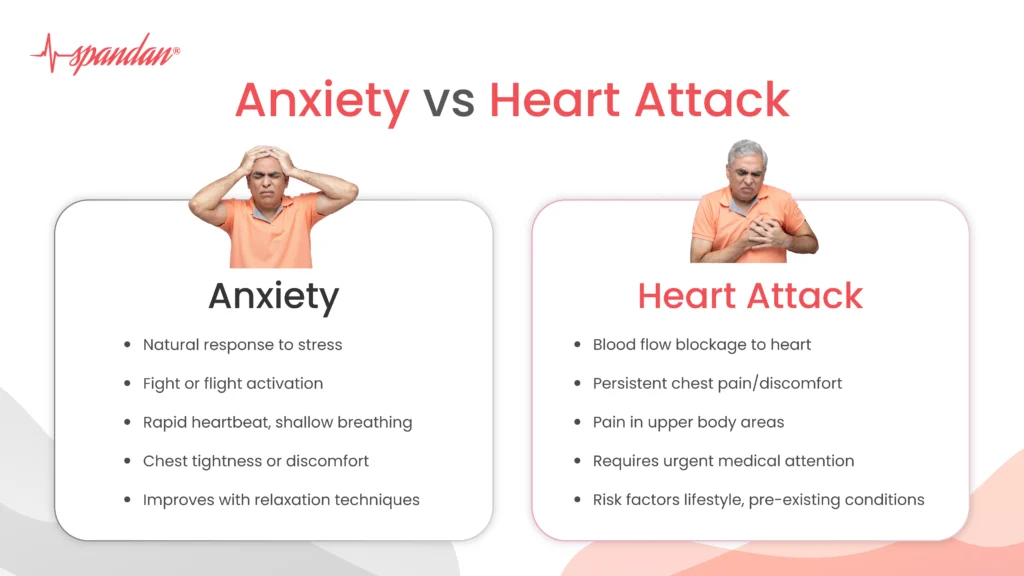 spandan®
Anxiety vs Heart Attack
Anxiety
• Natural response to stress
• Fight or flight activation
• Rapid heartbeat, shallow breathing
• Chest tightness or discomfort
• Improves with relaxation techniques
Heart Attack
• Blood flow blockage to heart
• Persistent chest pain/discomfort
• Pain in upper body areas
• Requires urgent medical attention
• Risk factors lifestyle, pre-existing conditions